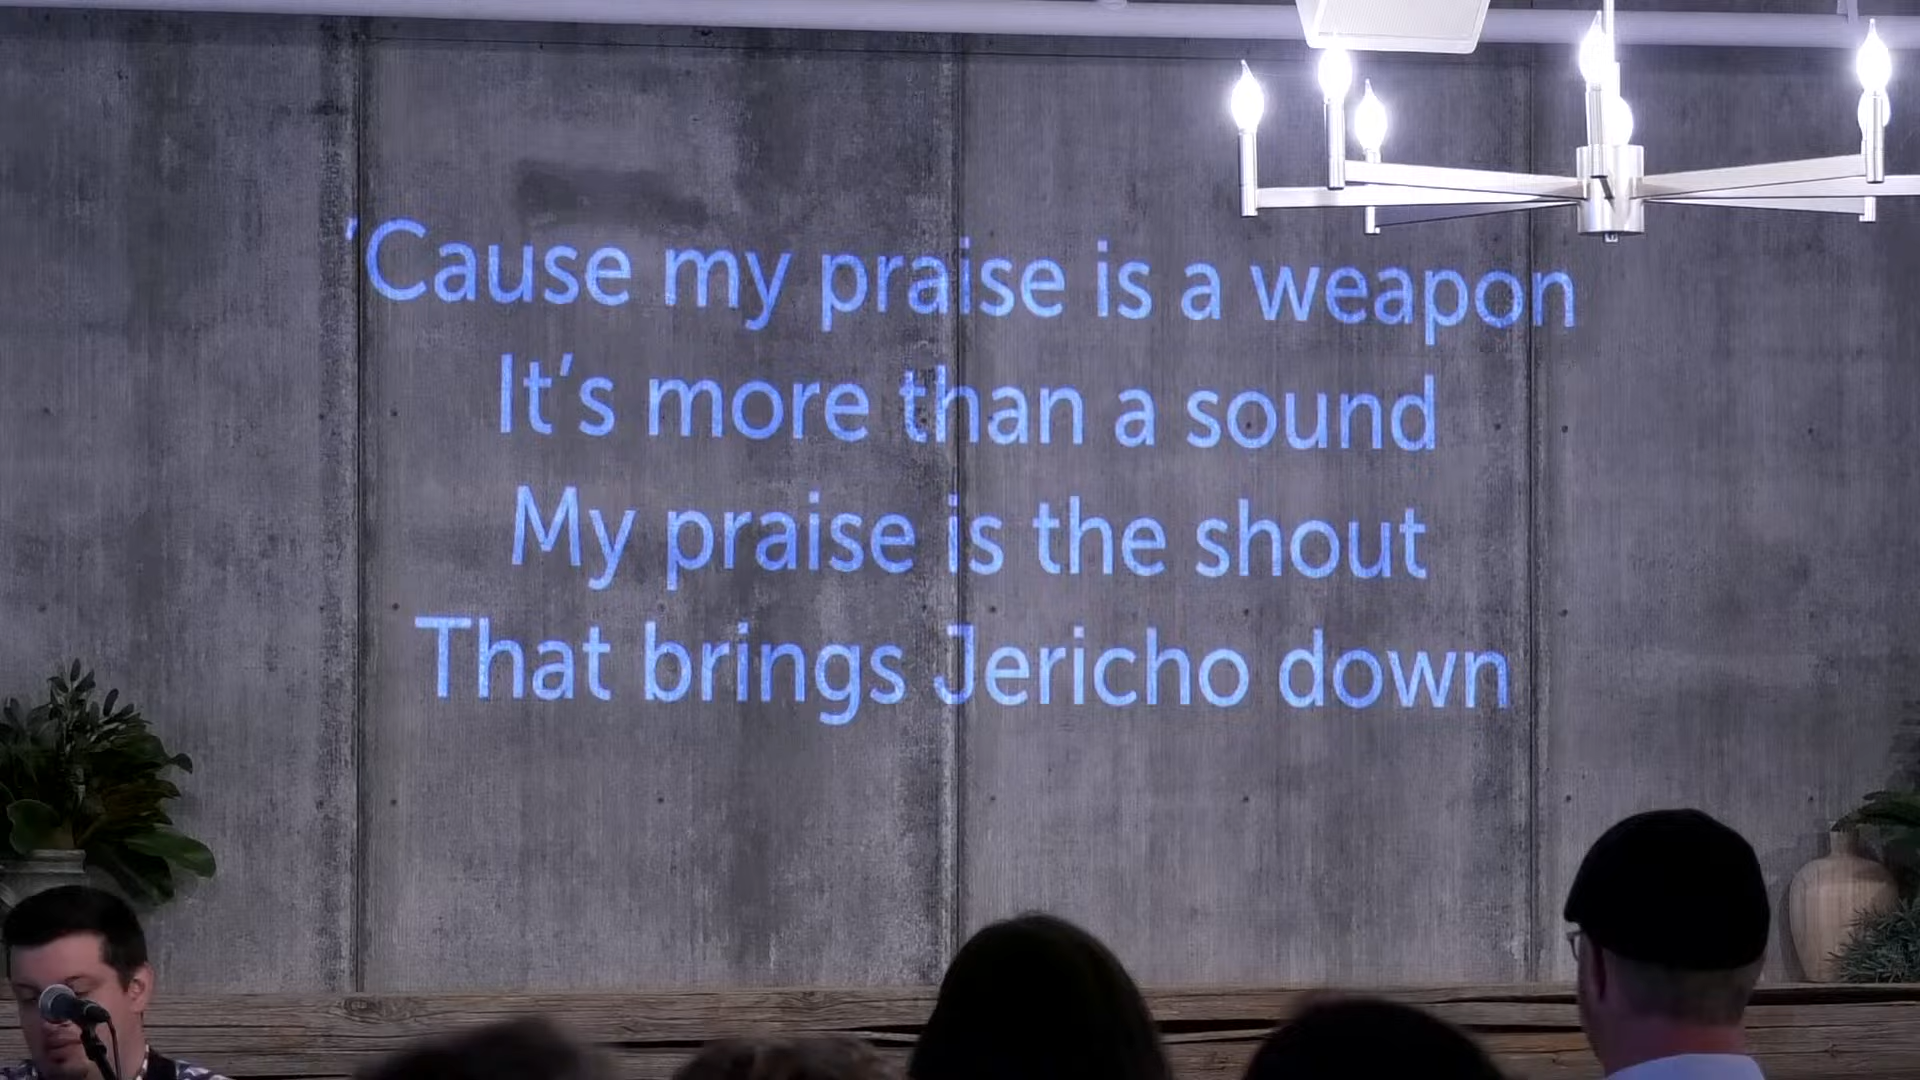 'Cause my praise is a weapon
It's more than a sound
My praise is the shout
That brings Jericho down